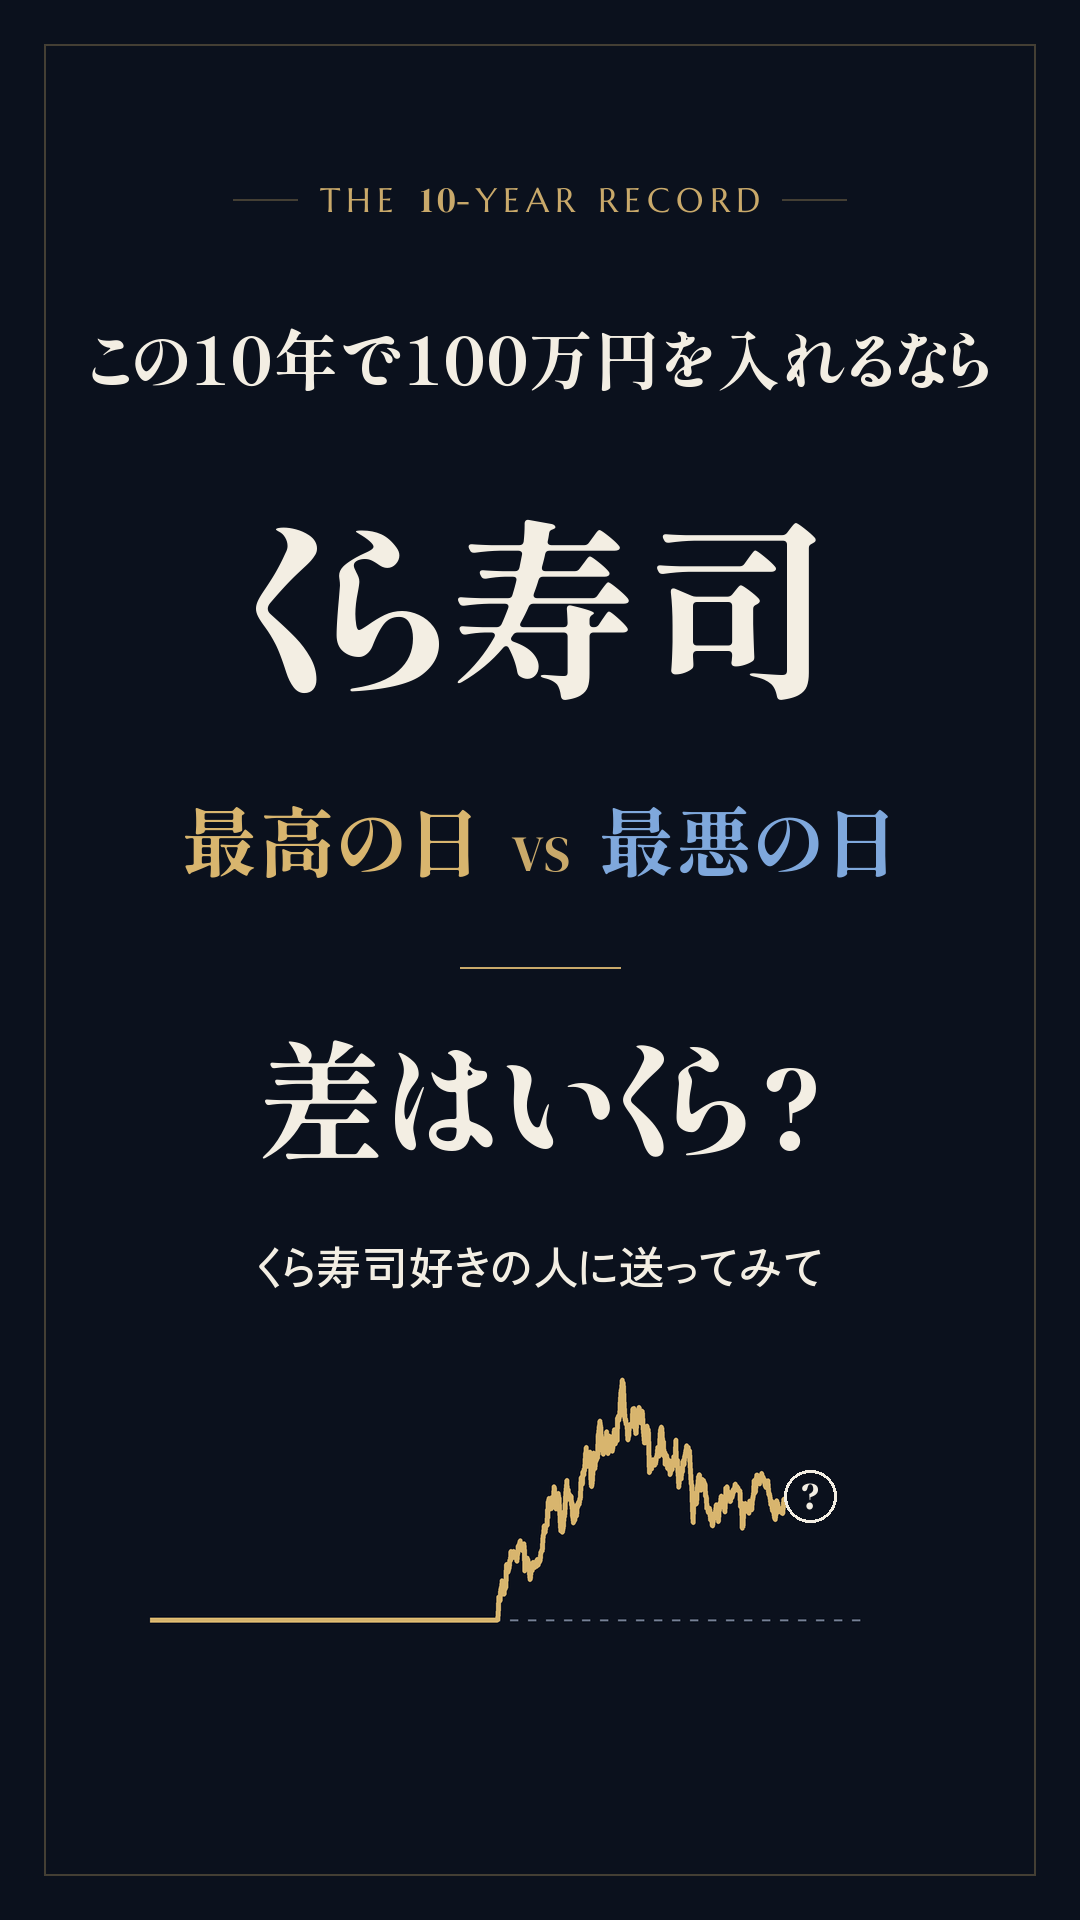 THE 10-YEAR RECORD
この10年で100万円を入れるなら
くら寿司
最高の日 vs 最悪の日
差はいくら?
くら寿司好きの人に送ってみて
?